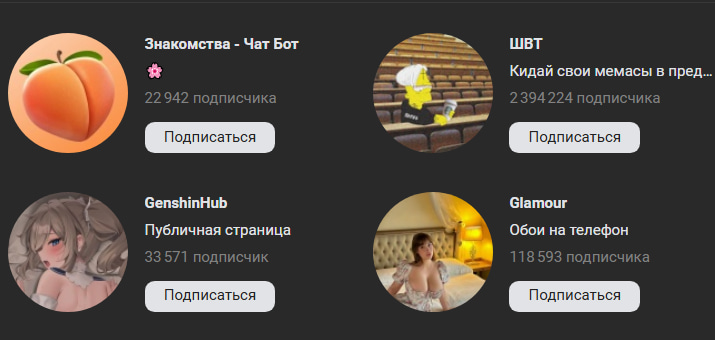 Знакомства - Чат Бот
🌸
22 942 подписчика
Подписаться
ШВТ
Кидай свои мемасы в пред...
2 394 224 подписчика
Подписаться
GenshinHub
Публичная страница
33 571 подписчик
Подписаться
Glamour
Обои на телефон
118 593 подписчика
Подписаться